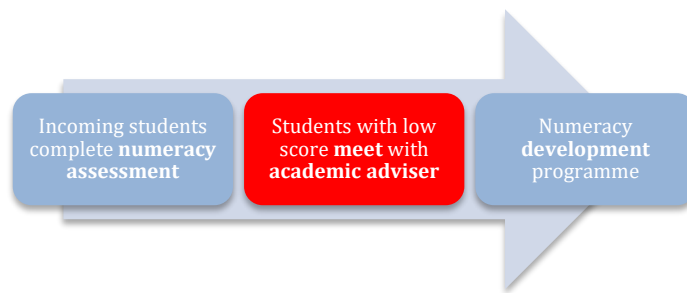 Incoming students
complete numeracy
assessment
Students with low
score meet with
academic adviser
Numeracy
development
programme